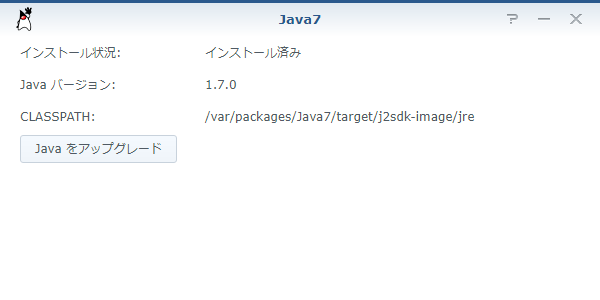 Java7
インストール状況: インストール済み
Java バージョン: 1.7.0
CLASSPATH: /var/packages/Java7/target/j2sdk-image/jre
Java をアップグレード